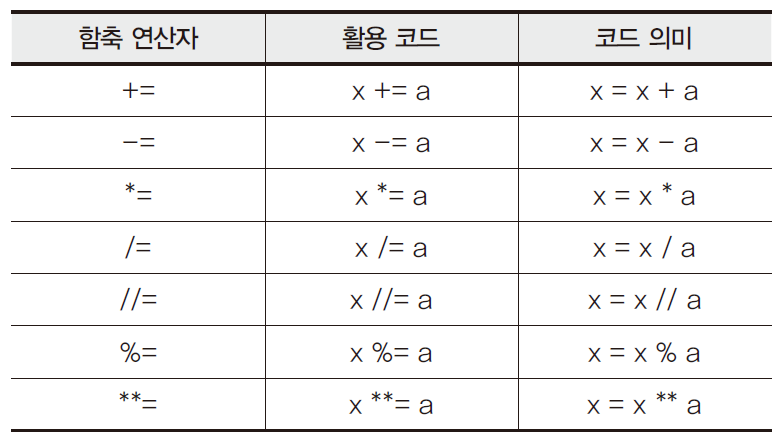 함축 연산자 활용 코드 코드 의미
+= x += a x = x + a
-= x -= a x = x - a
*= x *= a x = x * a
/= x /= a x = x / a
//= x //= a x = x // a
%= x %= a x = x % a
**= x **= a x = x ** a